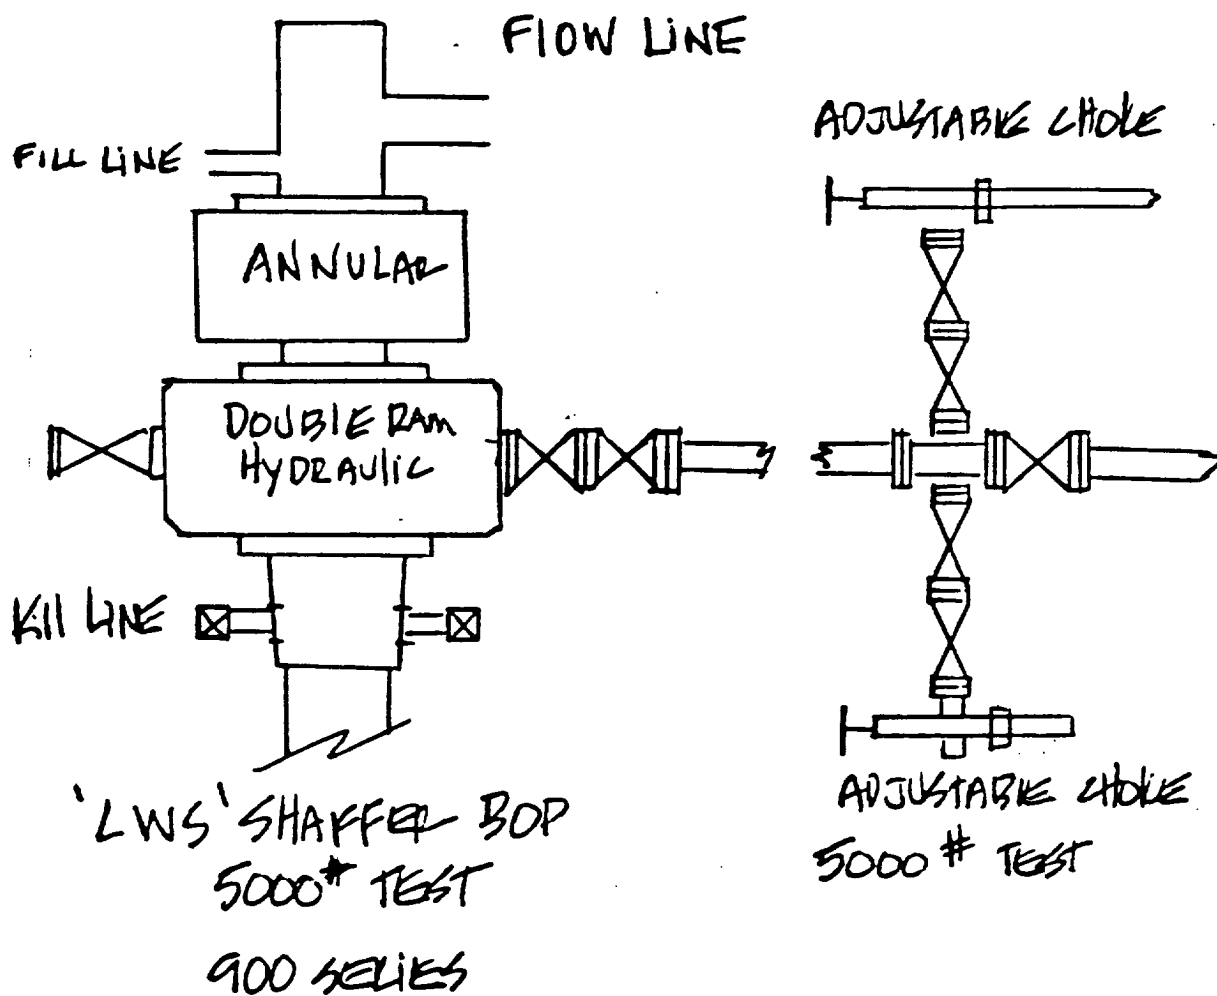 FLOW LINE
ADJUSTABLE CHOKE
FILL LINE
ANNULAR
DOUBLE RAM
HYDRAULIC
KILL LINE
'LWS' SHAFFER BOP
5000# TEST
900 SERIES
ADJUSTABLE CHOKE
5000 # TEST